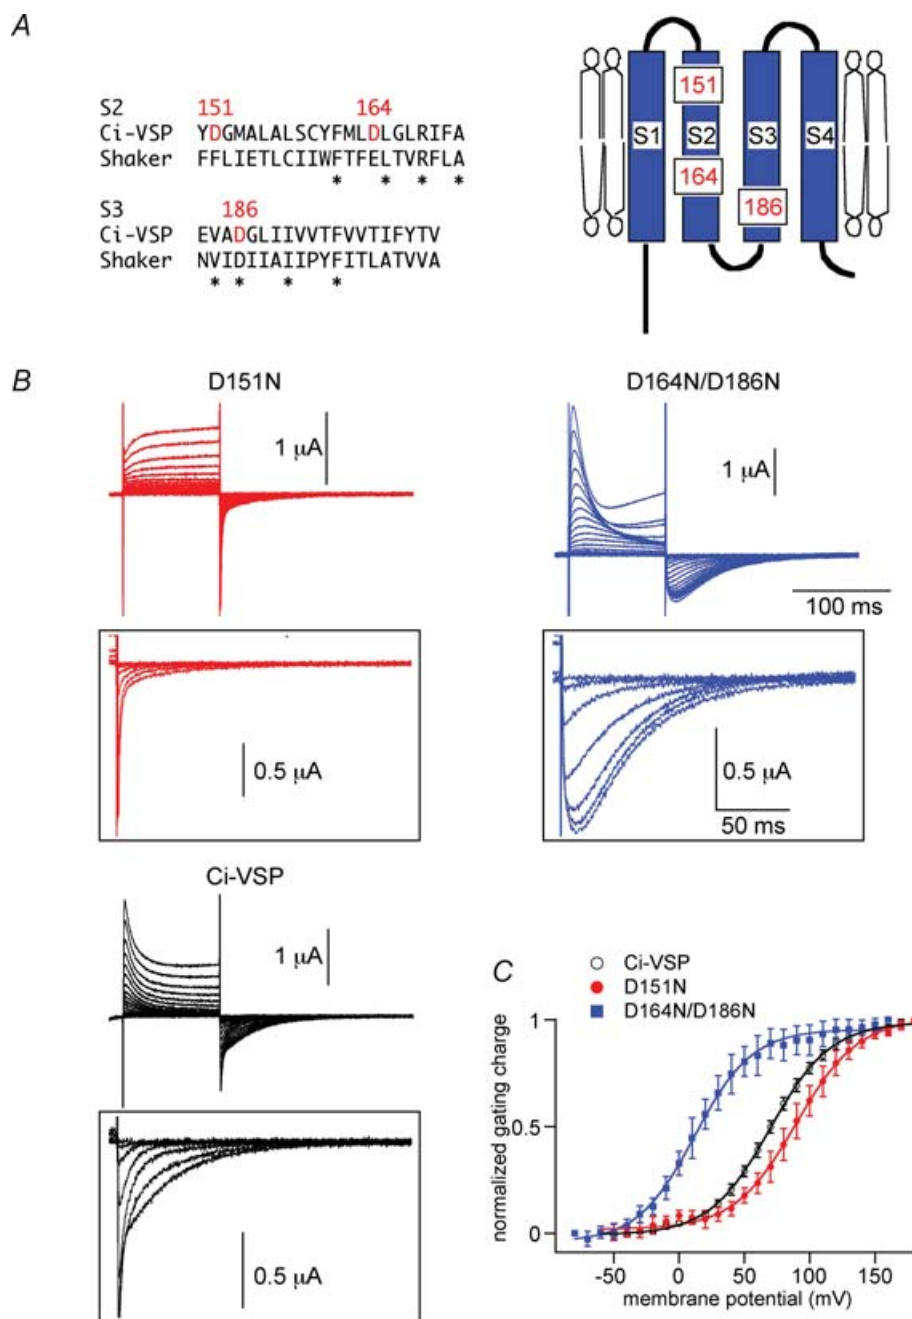 A
S2 151 164
Ci-VSP YDGMALALSCYFMLDLGLRIFA
Shaker FFLIETLCIIWFTFELTVRFLA
* * * *
S3 186
Ci-VSP EVADGLIIVVTFVVTIFYTV
Shaker NVIDIIAIIPYFITLATVVA
* * * *
151
S1 S2 S3 S4
164
186
B
D151N
1 μA
0.5 μA
D164N/D186N
1 μA
100 ms
0.5 μA
50 ms
Ci-VSP
1 μA
0.5 μA
C
Ci-VSP
D151N
D164N/D186N
normalized gating charge
1
0.5
0
-50 0 50 100 150
membrane potential (mV)